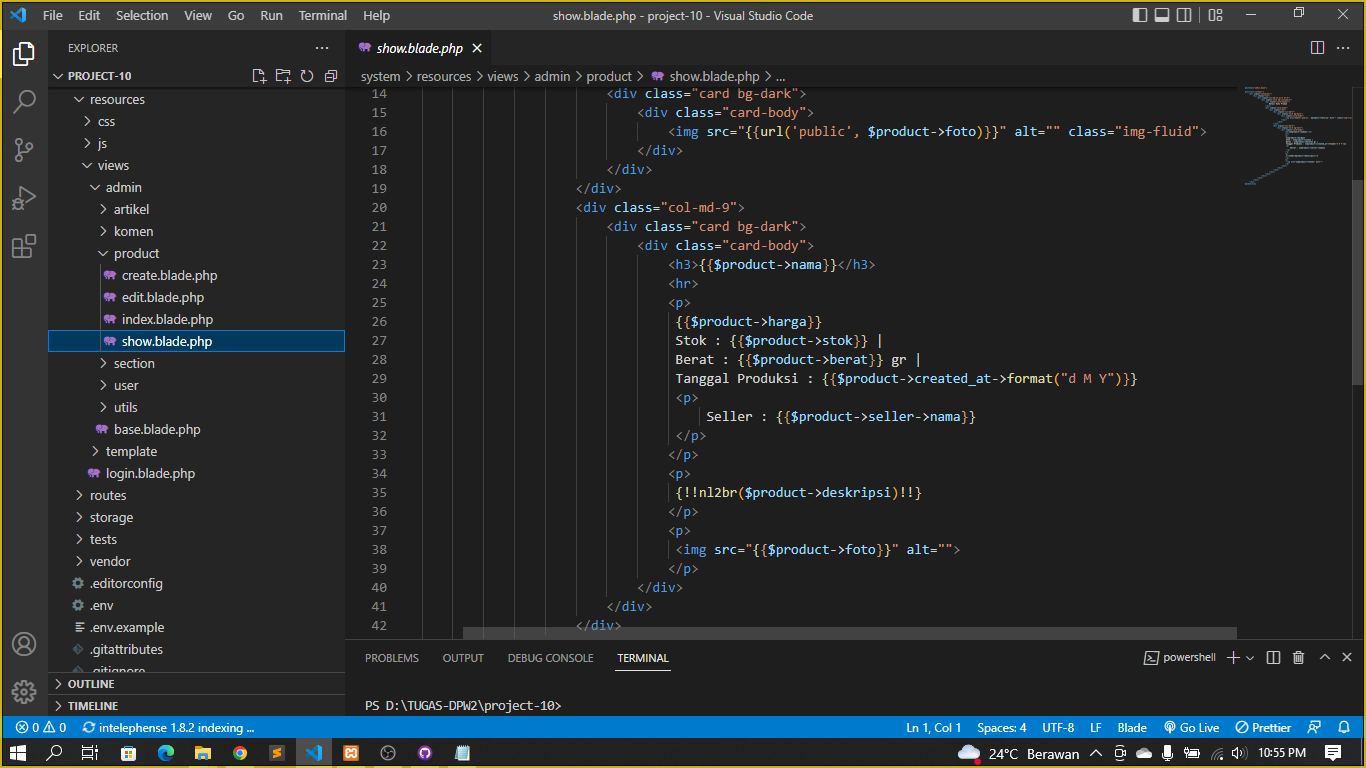 File Edit Selection View Go Run Terminal Help
show.blade.php - project-10 - Visual Studio Code
EXPLORER
PROJECT-10
resources
css
js
views
admin
artikel
komen
product
create.blade.php
edit.blade.php
index.blade.php
show.blade.php
section
user
utils
base.blade.php
template
login.blade.php
routes
storage
tests
vendor
.editorconfig
.env
.env.example
.gitattributes
.gitignore
OUTLINE
TIMELINE
show.blade.php
system > resources > views > admin > product > show.blade.php > ...
14 <div class="card bg-dark">
15 <div class="card-body">
16 <img src="{{url('public', $product->foto)}}" alt="" class="img-fluid">
17 </div>
18 </div>
19 </div>
20 <div class="col-md-9">
21 <div class="card bg-dark">
22 <div class="card-body">
23 <h3>{{$product->nama}}</h3>
24 <hr>
25 <p>
26 {{$product->harga}}
27 Stok : {{$product->stok}} |
28 Berat : {{$product->berat}} gr |
29 Tanggal Produksi : {{$product->created_at->format("d M Y")}}
30 <p>
31 Seller : {{$product->seller->nama}}
32 </p>
33 </p>
34 <p>
35 {!!nl2br($product->deskripsi)!!}
36 </p>
37 <p>
38 <img src="{{$product->foto}}" alt="">
39 </p>
40 </div>
41 </div>
42 </div>
PROBLEMS OUTPUT DEBUG CONSOLE TERMINAL
powershell
PS D:\TUGAS-DPW2\project-10>
0 0 intelephense 1.8.2 indexing ...
Ln 1, Col 1 Spaces: 4 UTF-8 LF Blade Go Live Prettier
24°C Berawan 10:55 PM